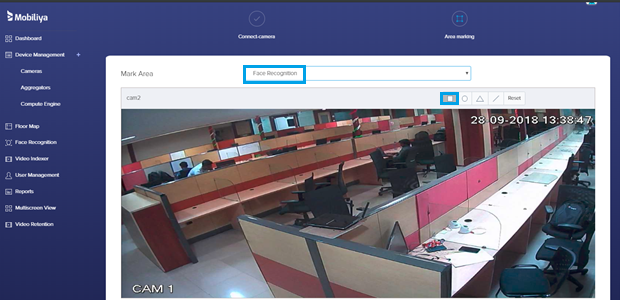 Mobiliya
Connect-camera
Area marking
Dashboard
Device Management +
Cameras
Aggregators
Compute Engine
Floor Map
Face Recognition
Video Indexer
User Management
Reports
Multiscreen View
Video Retention
Mark Area
Face Recognition
cam2
Reset
28-09-2018 13:38:47
CAM 1